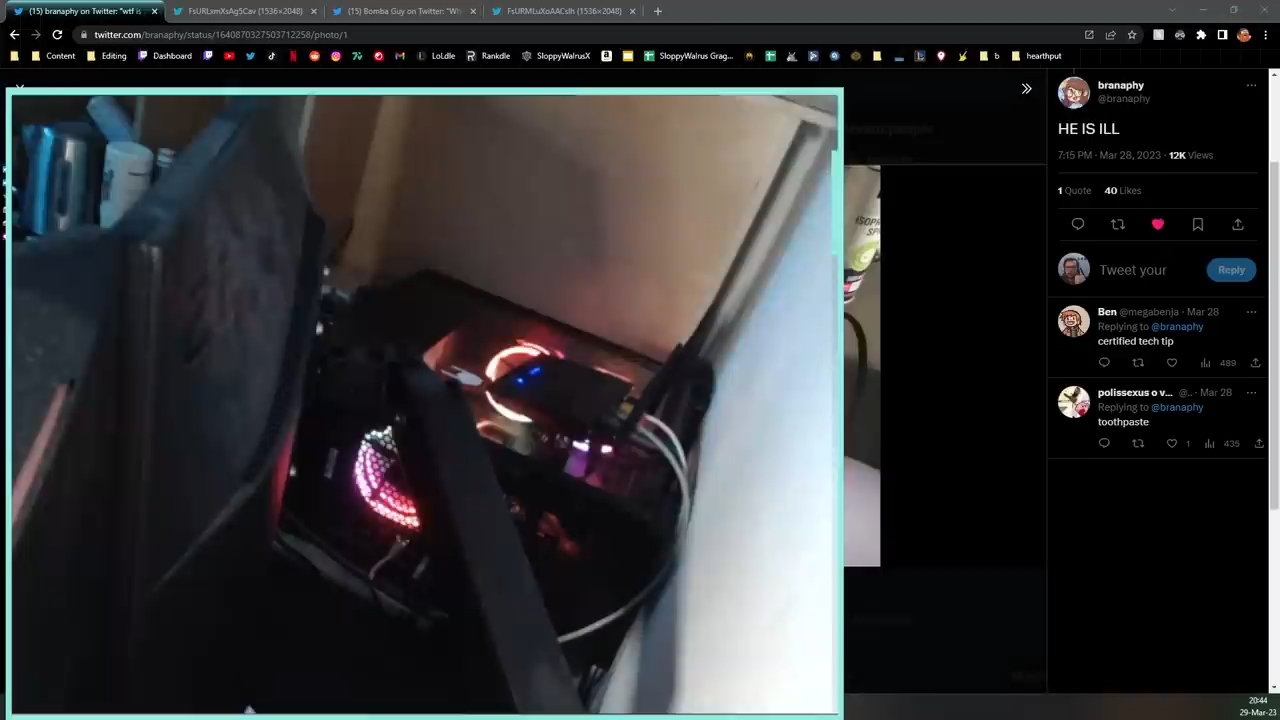 (15) branaphy on Twitter: "wtf is
FsURLxmXsAg5Cav (1536×2048)
(15) Bomba Guy on Twitter: "Wh
FsURMLuXoAACslh (1536×2048)
twitter.com/branaphy/status/1640870327503712258/photo/1
Content
Editing
Dashboard
LoLdle
Rankdle
SloppyWalrusX
SloppyWalrus Grag...
b
hearthput
branaphy
@branaphy
HE IS ILL
7:15 PM · Mar 28, 2023 · 12K Views
1 Quote 40 Likes
Tweet your
Reply
Ben @megabenja · Mar 28
Replying to @branaphy
certified tech tip
489
polissexus o v... @.. · Mar 28
Replying to @branaphy
toothpaste
1 435
20:44
29-Mar-23